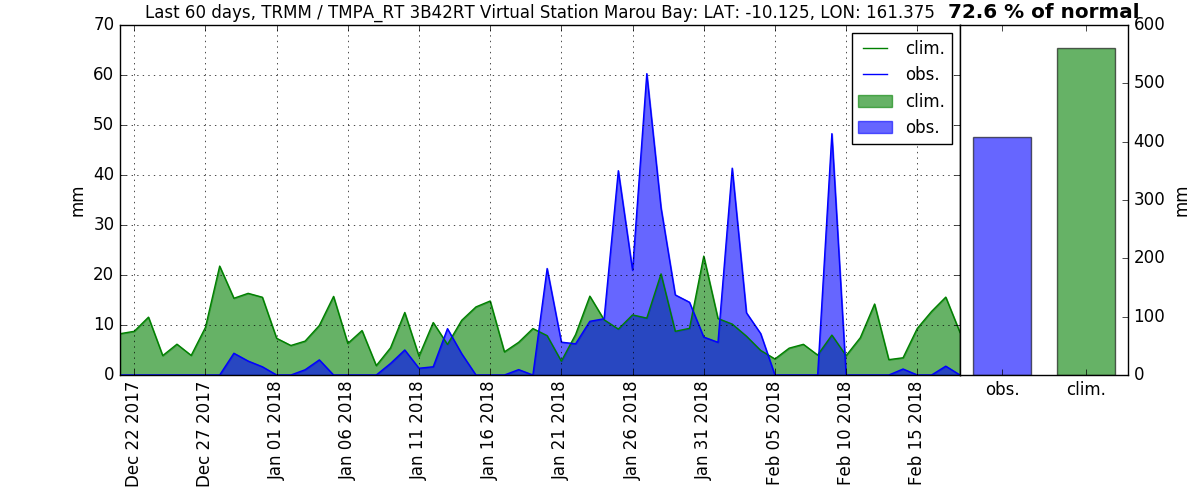 Last 60 days, TRMM / TMPA_RT 3B42RT Virtual Station Marou Bay: LAT: -10.125, LON: 161.375 72.6 % of normal
70
60
50
40
30
20
10
0
mm
clim.
obs.
clim.
obs.
600
500
400
300
200
100
0
mm
obs.
clim.
Dec 22 2017
Dec 27 2017
Jan 01 2018
Jan 06 2018
Jan 11 2018
Jan 16 2018
Jan 21 2018
Jan 26 2018
Jan 31 2018
Feb 05 2018
Feb 10 2018
Feb 15 2018